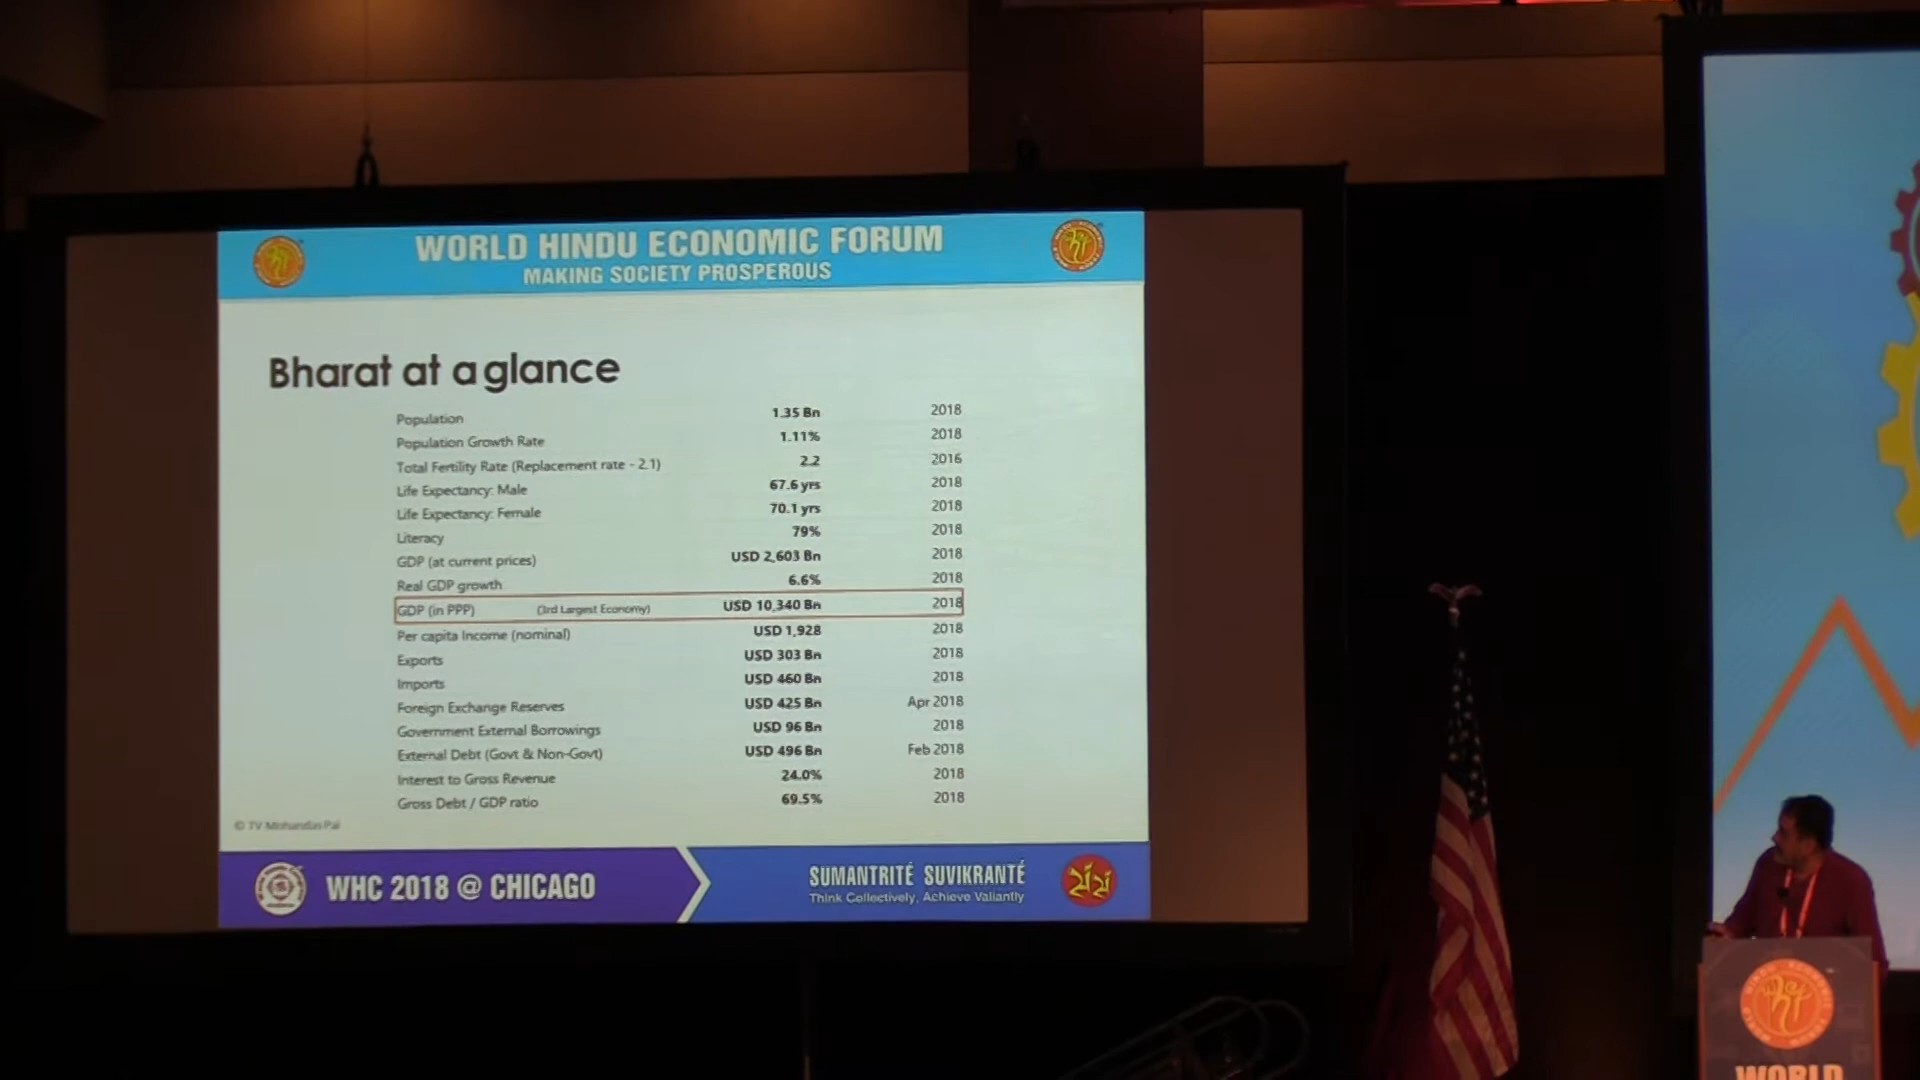 WORLD HINDU ECONOMIC FORUM
MAKING SOCIETY PROSPEROUS
Bharat at a glance
Population 1.35 Bn 2018
Population Growth Rate 1.11% 2018
Total Fertility Rate (Replacement rate - 2.1) 2.2 2016
Life Expectancy: Male 67.6 yrs 2018
Life Expectancy: Female 70.1 yrs 2018
Literacy 79% 2018
GDP (at current prices) USD 2,603 Bn 2018
Real GDP growth 6.6% 2018
GDP (in PPP) (3rd Largest Economy) USD 10,340 Bn 2018
Per capita Income (nominal) USD 1,928 2018
Exports USD 303 Bn 2018
Imports USD 460 Bn 2018
Foreign Exchange Reserves USD 425 Bn Apr 2018
Government External Borrowings USD 96 Bn 2018
External Debt (Govt & Non-Govt) USD 496 Bn Feb 2018
Interest to Gross Revenue 24.0% 2018
Gross Debt / GDP ratio 69.5% 2018
© TV Mohandas Pai
WHC 2018 @ CHICAGO
SUMANTRITÉ SUVIKRANTÉ
Think Collectively, Achieve Valiantly
WORLD